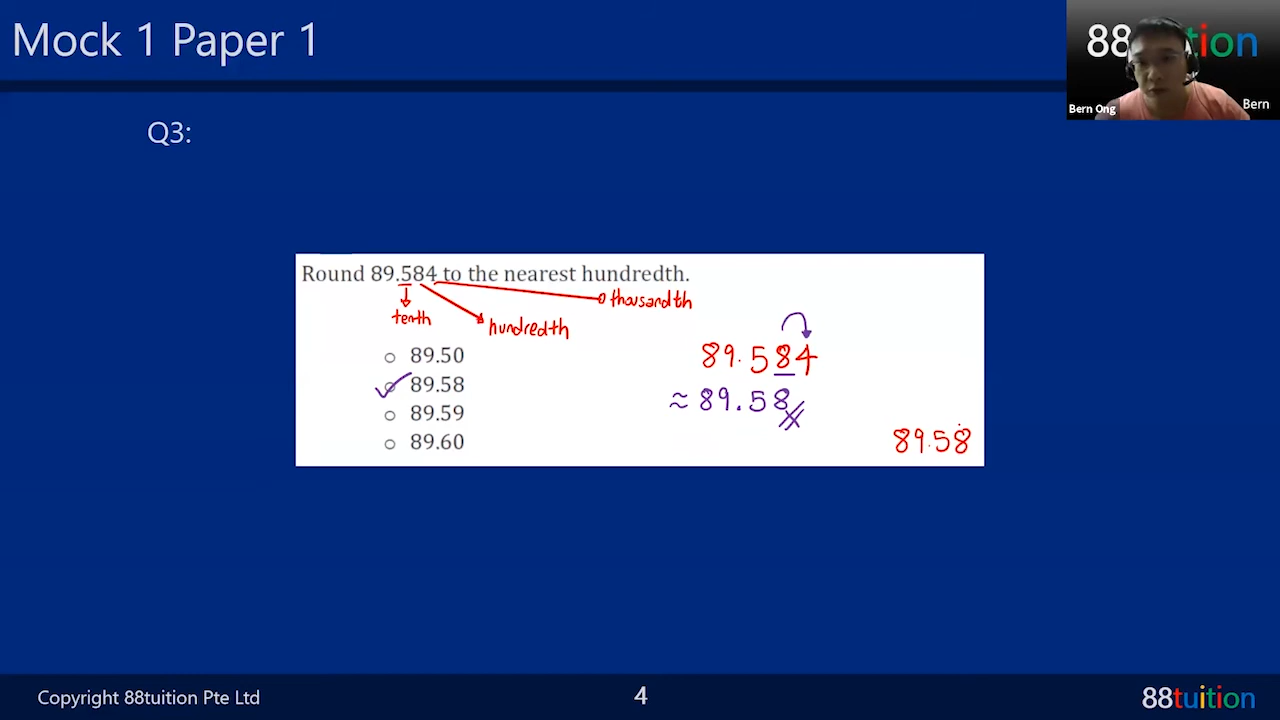 Mock 1 Paper 1
88tuition
Bern Ong
Bern
Q3:
Round 89.584 to the nearest hundredth.
tenth
hundredth
thousandth
89.50
89.58
89.59
89.60
89.584
≈ 89.58
89.58
Copyright 88tuition Pte Ltd
4
88tuition